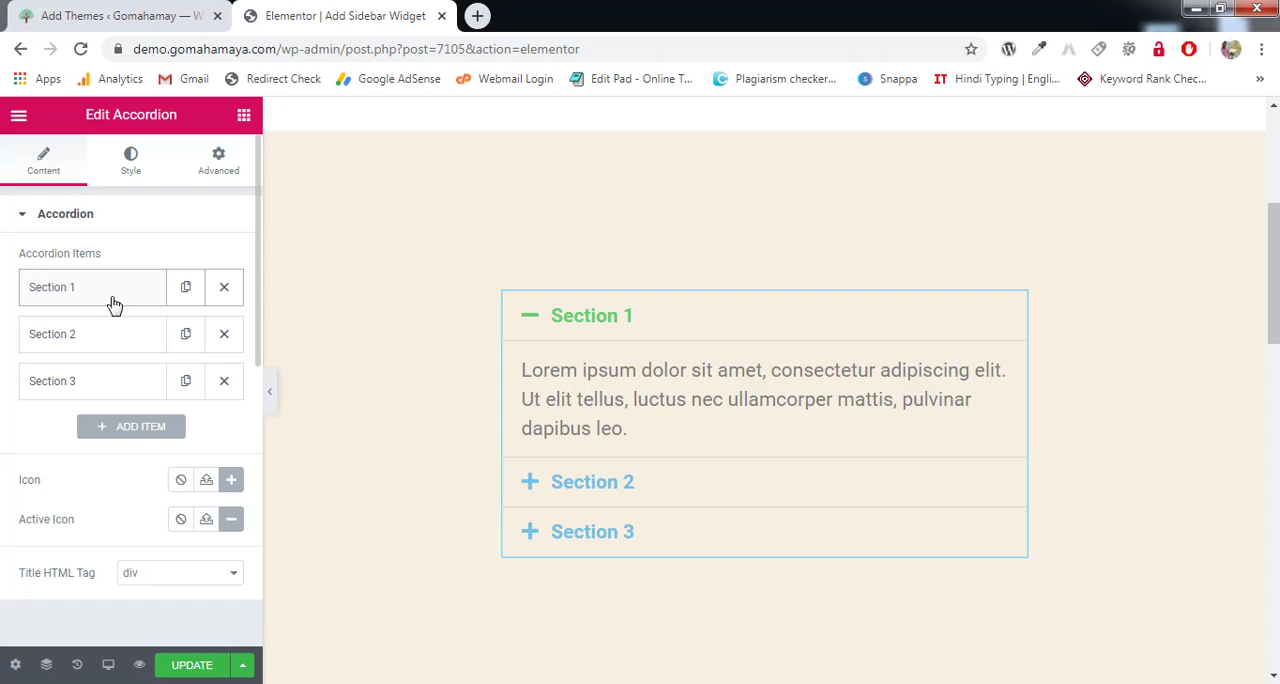 Add Themes ‹ Gomahamay — W
Elementor | Add Sidebar Widget
demo.gomahamaya.com/wp-admin/post.php?post=7105&action=elementor
Apps
Analytics
Gmail
Redirect Check
Google AdSense
Webmail Login
Edit Pad - Online T...
Plagiarism checker...
Snappa
Hindi Typing | Engli...
Keyword Rank Chec...
»
Edit Accordion
Content
Style
Advanced
Accordion
Accordion Items
Section 1
Section 2
Section 3
ADD ITEM
Icon
Active Icon
Title HTML Tag
div
UPDATE
Section 1
Lorem ipsum dolor sit amet, consectetur adipiscing elit.
Ut elit tellus, luctus nec ullamcorper mattis, pulvinar
dapibus leo.
Section 2
Section 3